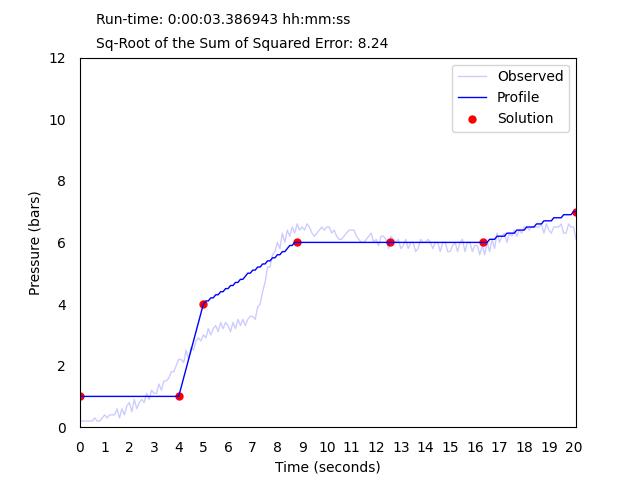 Run-time: 0:00:03.386943 hh:mm:ss
Sq-Root of the Sum of Squared Error: 8.24
Observed
Profile
Solution
Pressure (bars)
12
10
8
6
4
2
0
0 1 2 3 4 5 6 7 8 9 10 11 12 13 14 15 16 17 18 19 20
Time (seconds)